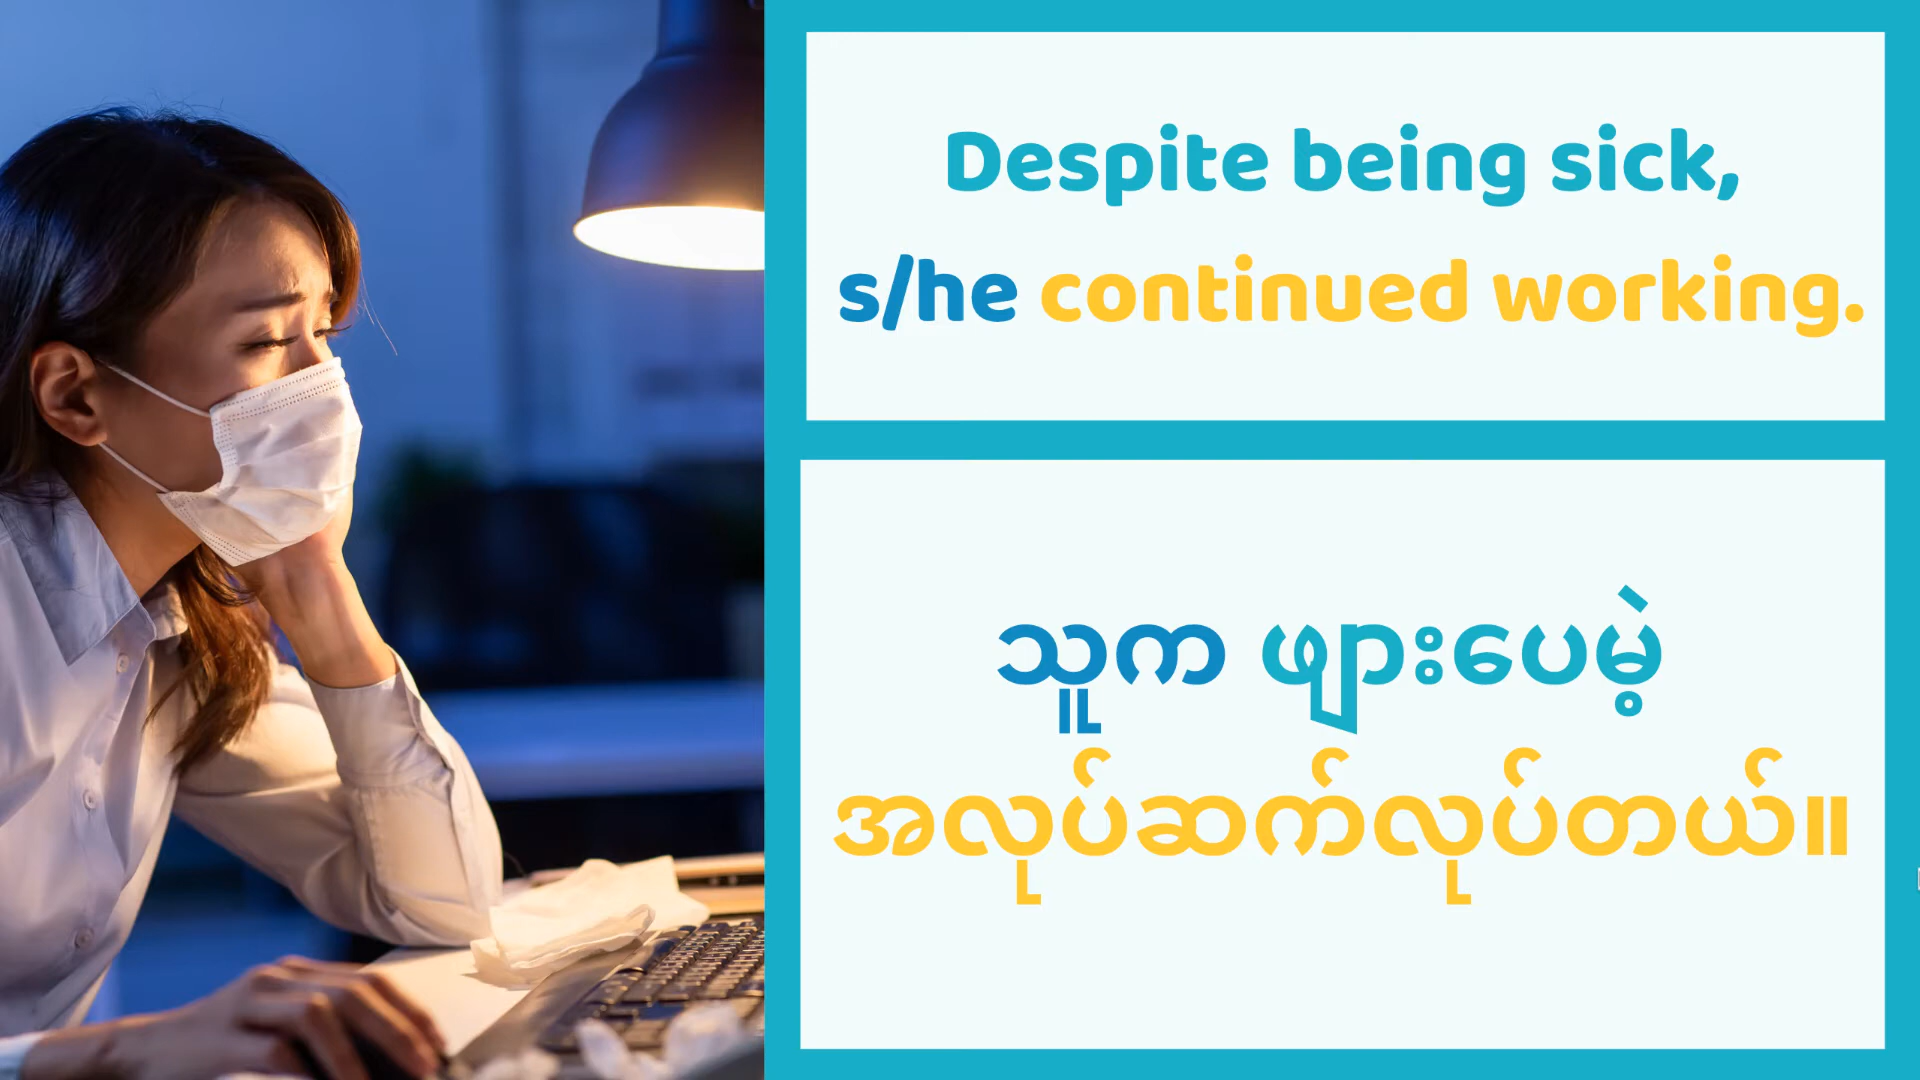 Despite being sick,
s/he continued working.
သူက ဖျားပေမဲ့
အလုပ်ဆက်လုပ်တယ်။